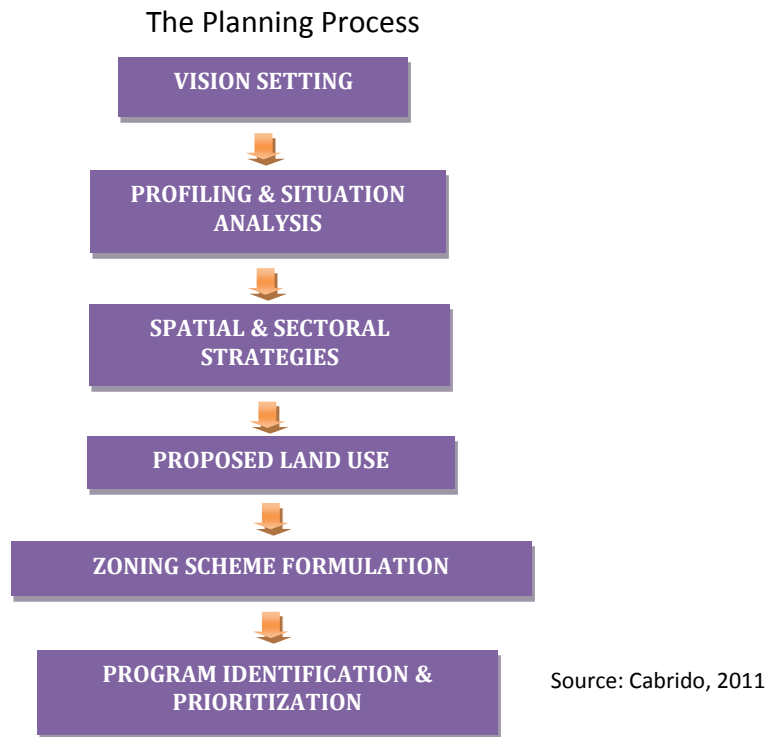 The Planning Process
VISION SETTING
PROFILING & SITUATION
ANALYSIS
SPATIAL & SECTORAL
STRATEGIES
PROPOSED LAND USE
ZONING SCHEME FORMULATION
PROGRAM IDENTIFICATION &
PRIORITIZATION
Source: Cabrido, 2011